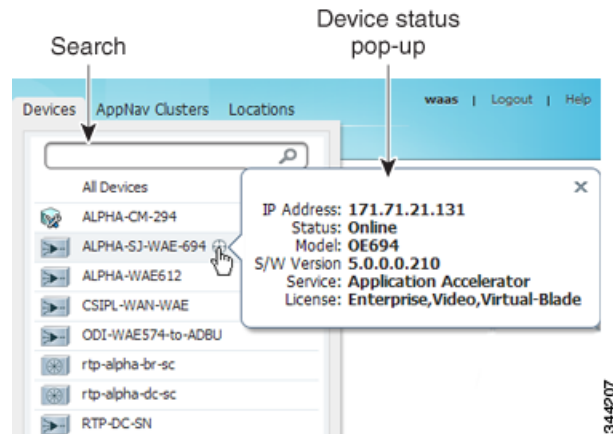 Device status
pop-up
Search
waas | Logout | Help
Devices AppNav Clusters Locations
All Devices
ALPHA-CM-294
ALPHA-SJ-WAE-694
ALPHA-WAE612
CSIPL-WAN-WAE
ODI-WAE574-to-ADBU
rtp-alpha-br-sc
rtp-alpha-dc-sc
RTP-DC-SN
IP Address: 171.71.21.131
Status: Online
Model: OE694
S/W Version 5.0.0.0.210
Service: Application Accelerator
License: Enterprise,Video,Virtual-Blade
344207